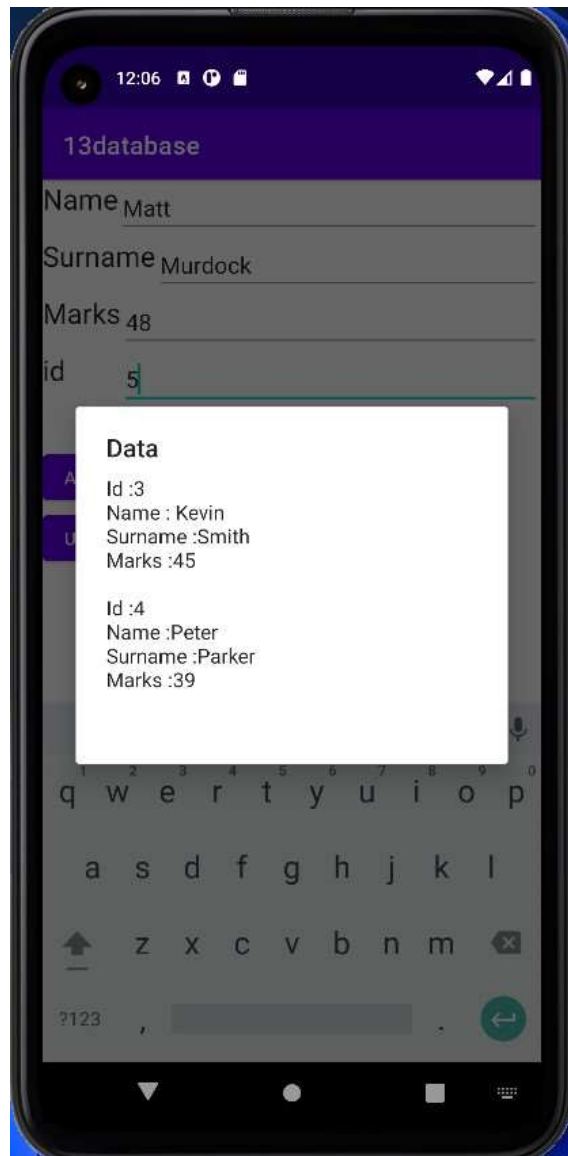 12:06
13database
Name Matt
Surname Murdock
Marks 48
id 5
Data
A
Id :3
Name : Kevin
U
Surname :Smith
Marks :45
Id :4
Name :Peter
Surname :Parker
Marks :39
1 2 3 4 5 6 7 8 9 0
q w e r t y u i o p
a s d f g h j k l
z x c v b n m
?123 , .